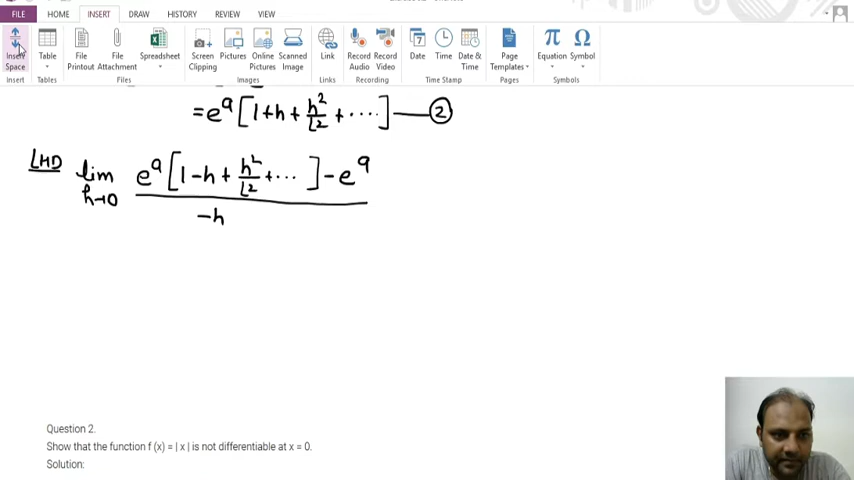 FILE HOME INSERT DRAW HISTORY REVIEW VIEW
Insert Space Table File Printout File Attachment Spreadsheet Screen Clipping Pictures Online Pictures Scanned Image Link Record Audio Record Video Date Time Date & Time Page Templates Equation Symbol
Insert Tables Files Images Links Recording Time Stamp Pages Symbols
= e^a [1+h+ h²/⌊2 + ····] — ②
LHD lim h→0 (e^a [1-h+ h²/⌊2 +··· ] - e^a) / -h
Question 2.
Show that the function f (x) = | x | is not differentiable at x = 0.
Solution: